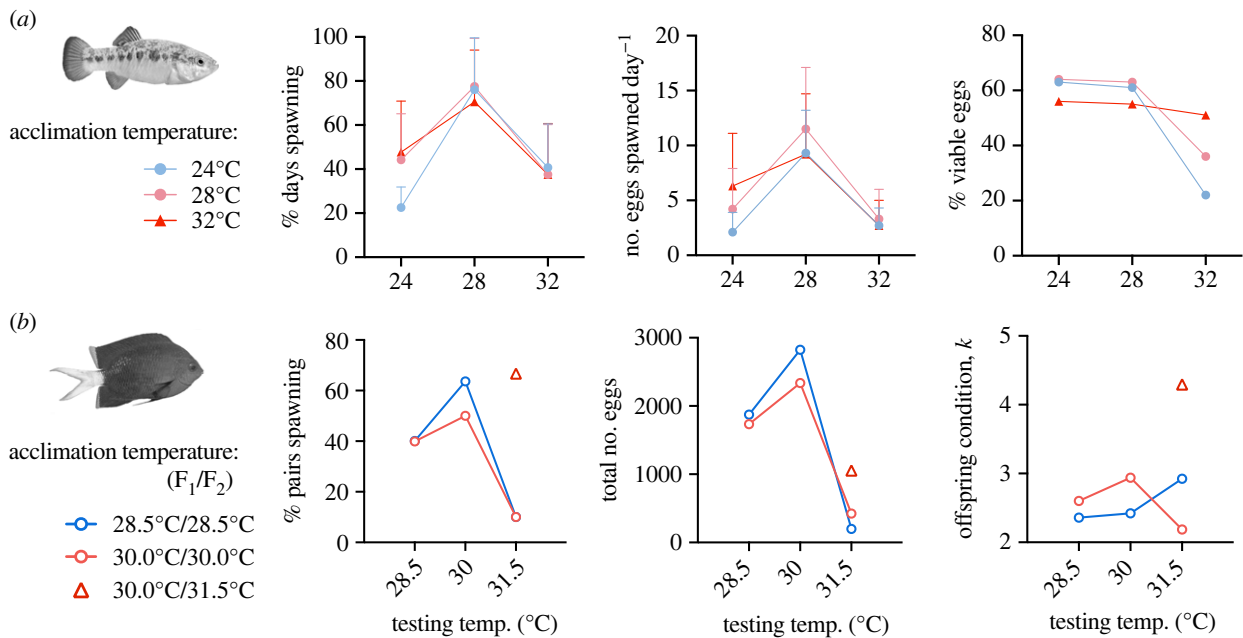 (a)
acclimation temperature:
24°C
28°C
32°C
% days spawning
100
80
60
40
20
0
24
28
32
no. eggs spawned day⁻¹
20
15
10
5
0
24
28
32
% viable eggs
80
60
40
20
0
24
28
32
(b)
acclimation temperature:
(F₁/F₂)
28.5°C/28.5°C
30.0°C/30.0°C
30.0°C/31.5°C
% pairs spawning
80
60
40
20
0
28.5
30
31.5
testing temp. (°C)
total no. eggs
3000
2000
1000
0
28.5
30
31.5
testing temp. (°C)
offspring condition, k
5
4
3
2
28.5
30
31.5
testing temp. (°C)